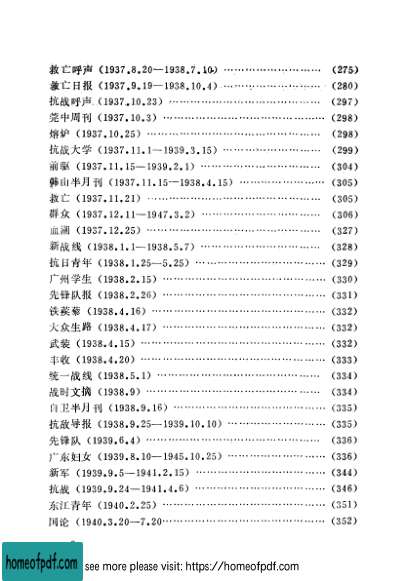 救亡呼声（1937.8.20—1938.7.10） ························ (275)
救亡日报（1937.9.19—1938.10.4） ························ (280)
抗战呼声（1937.10.23） ························ (297)
莞中周刊（1937.10.3） ························ (298)
熔炉（1937.10.25） ························ (298)
抗战大学（1937.11.1—1939.3.15） ························ (299)
前驱（1937.11.15—1939.2.1） ························ (304)
韩山半月刊（1937.11.15—1938.4.15） ························ (305)
救亡（1937.11.21） ························ (305)
群众（1937.12.11—1947.3.2） ························ (306)
血潮（1937.12.25） ························ (327)
新战线（1938.1.1—1938.5.7） ························ (328)
抗日青年（1938.1.25—5.25） ························ (329)
广州学生（1938.2.15） ························ (330)
先锋队报（1938.2.26） ························ (331)
铁蒺藜（1938.4.16） ························ (332)
大众生路（1938.4.17） ························ (332)
武装（1938.4.15） ························ (332)
丰收（1938.4.20） ························ (333)
统一战线（1938.5.1） ························ (334)
战时文摘（1938.9） ························ (334)
自卫半月刊（1938.9.16） ························ (335)
抗敌导报（1938.9.25—1939.10.10） ························ (335)
先锋队（1939.6.4） ························ (336)
广东妇女（1939.8.10—1945.10.25） ························ (336)
新军（1939.9.5—1941.2.15） ························ (344)
抗战（1939.9.24—1941.4.6） ························ (346)
东江青年（1940.2.25） ························ (351)
国论（1940.3.20—7.20 ························ (352)
homeofpdf.com see more please visit: https://homeofpdf.com